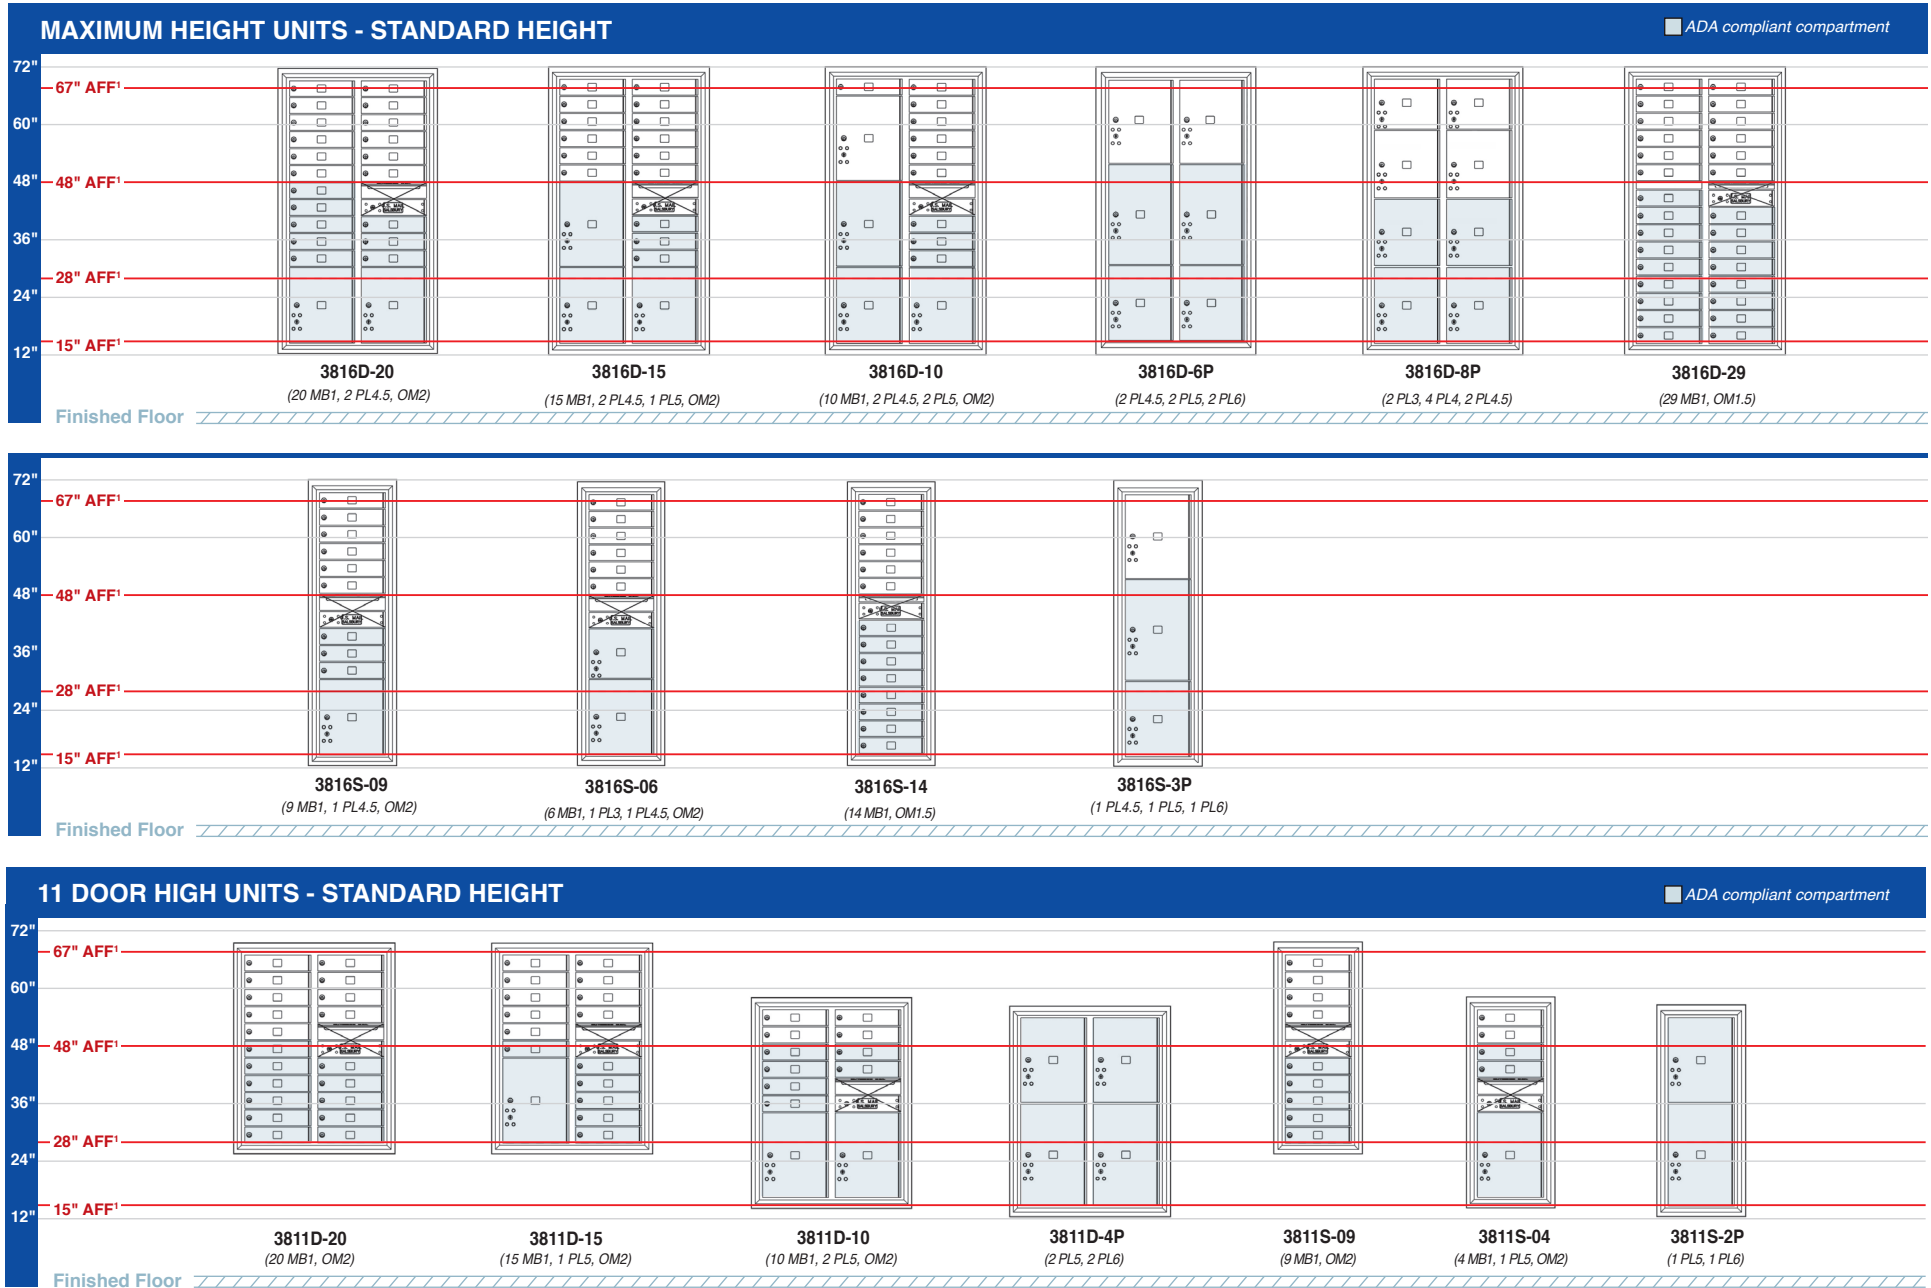 MAXIMUM HEIGHT UNITS - STANDARD HEIGHT
ADA compliant compartment
72"
67" AFF¹
60"
48"
48" AFF¹
36"
28" AFF¹
24"
15" AFF¹
12"
3816D-20
(20 MB1, 2 PL4.5, OM2)
3816D-15
(15 MB1, 2 PL4.5, 1 PL5, OM2)
3816D-10
(10 MB1, 2 PL4.5, 2 PL5, OM2)
3816D-6P
(2 PL4.5, 2 PL5, 2 PL6)
3816D-8P
(2 PL3, 4 PL4, 2 PL4.5)
3816D-29
(29 MB1, OM1.5)
Finished Floor
72"
67" AFF¹
60"
48"
48" AFF¹
36"
28" AFF¹
24"
15" AFF¹
12"
3816S-09
(9 MB1, 1 PL4.5, OM2)
3816S-06
(6 MB1, 1 PL3, 1 PL4.5, OM2)
3816S-14
(14 MB1, OM1.5)
3816S-3P
(1 PL4.5, 1 PL5, 1 PL6)
Finished Floor
11 DOOR HIGH UNITS - STANDARD HEIGHT
ADA compliant compartment
72"
67" AFF¹
60"
48"
48" AFF¹
36"
28" AFF¹
24"
15" AFF¹
12"
3811D-20
(20 MB1, OM2)
3811D-15
(15 MB1, 1 PL5, OM2)
3811D-10
(10 MB1, 2 PL5, OM2)
3811D-4P
(2 PL5, 2 PL6)
3811S-09
(9 MB1, OM2)
3811S-04
(4 MB1, 1 PL5, OM2)
3811S-2P
(1 PL5, 1 PL6)
Finished Floor